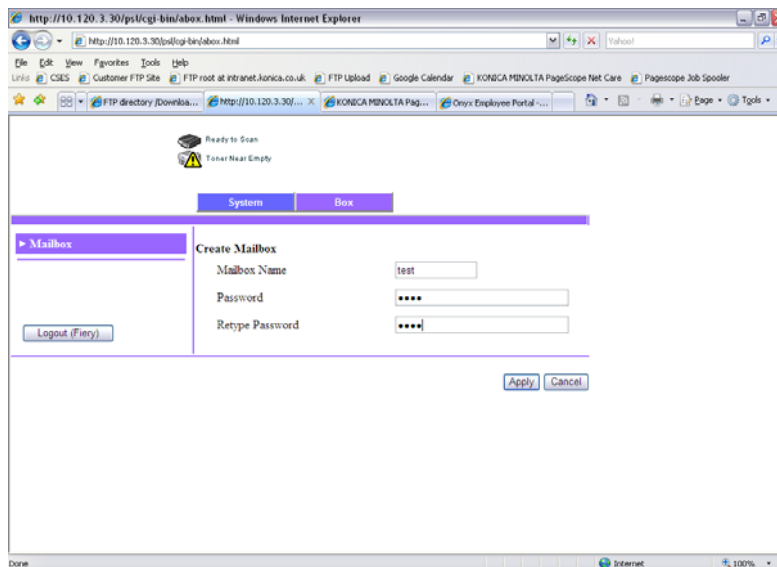 http://10.120.3.30/psl/cgi-bin/abox.html - Windows Internet Explorer
http://10.120.3.30/psl/cgi-bin/abox.html
Yahoo!
File Edit View Favorites Tools Help
Links CSES Customer FTP Site FTP root at intranet.konica.co.uk FTP Upload Google Calendar KONICA MINOLTA PageScope Net Care Pagescope Job Spooler
FTP directory /Downloa... http://10.120.3.30/... KONICA MINOLTA Pag... Onyx Employee Portal -... Page Tools
Ready to Scan
Toner Near Empty
System Box
Mailbox
Create Mailbox
Mailbox Name test
Password ••••
Retype Password ••••
Logout (Fiery)
Apply Cancel
Done Internet 100%